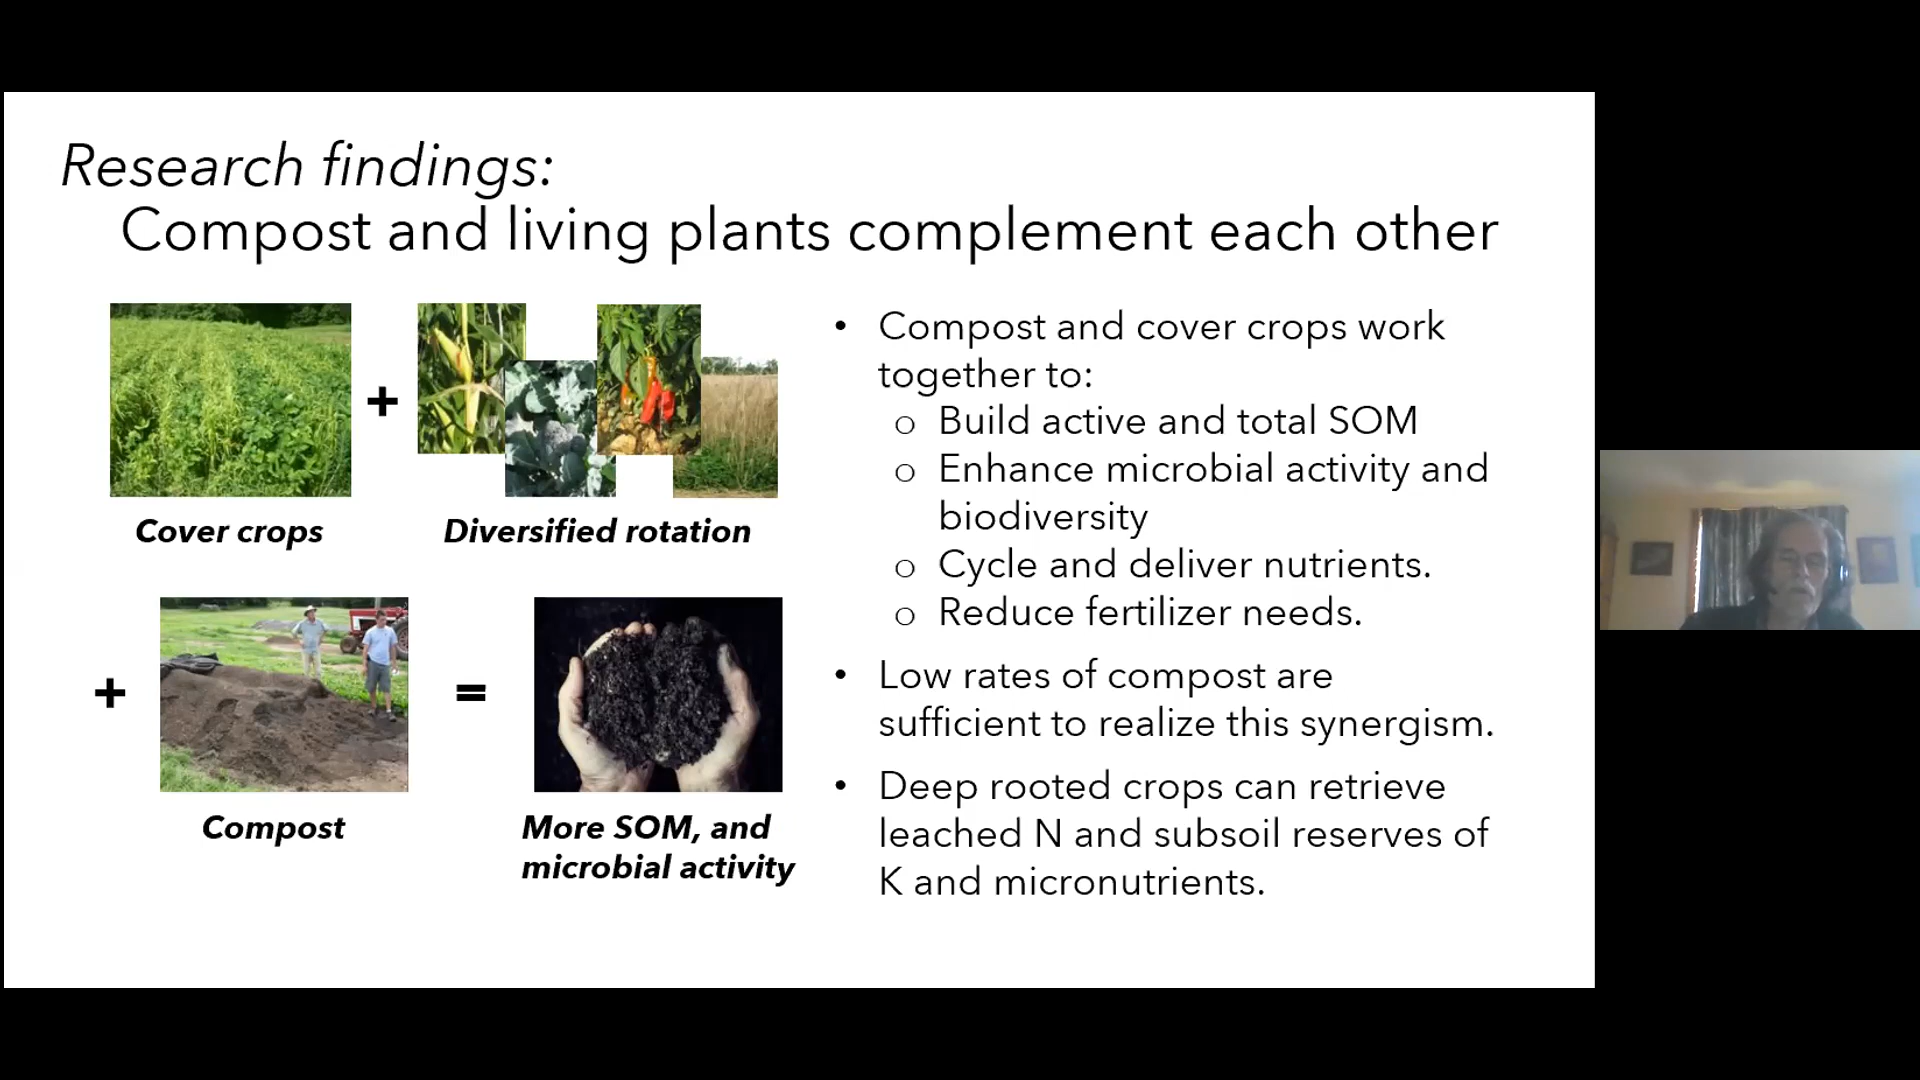 Research findings:
Compost and living plants complement each other
+
Cover crops
Diversified rotation
+
Compost
=
More SOM, and
microbial activity
• Compost and cover crops work
together to:
o Build active and total SOM
o Enhance microbial activity and
biodiversity
o Cycle and deliver nutrients.
o Reduce fertilizer needs.
• Low rates of compost are
sufficient to realize this synergism.
• Deep rooted crops can retrieve
leached N and subsoil reserves of
K and micronutrients.